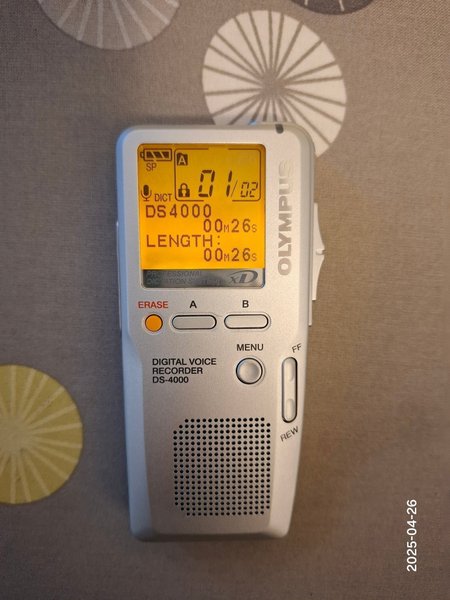 A
SP
01/02
DICT
DS4000
00M26S
LENGTH:
00M26S
xD
OLYMPUS
ERASE A B
MENU
DIGITAL VOICE
RECORDER
DS-4000
FF
REW
2025-04-26